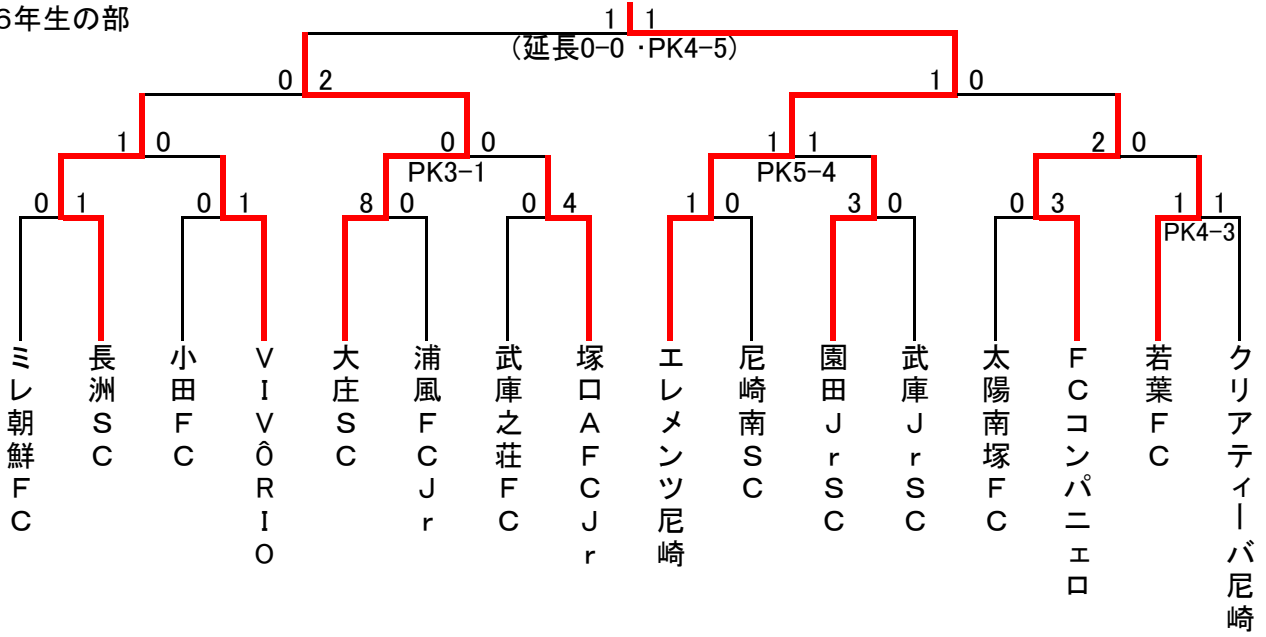 6年生の部
1 1
(延長0-0・PK4-5)
0 2
1 0
1 0
0 0
PK3-1
1 1
PK5-4
2 0
0 1
0 1
8 0
0 4
1 0
3 0
0 3
1 1
PK4-3
ミレ朝鮮FC
長洲SC
小田FC
VIVÔRIO
大庄SC
浦風FCJr
武庫之荘FC
塚口AFCJr
エレメンツ尼崎
尼崎南SC
園田JrSC
武庫JrSC
太陽南塚FC
FCコンパニェロ
若葉FC
クリアティーバ尼崎